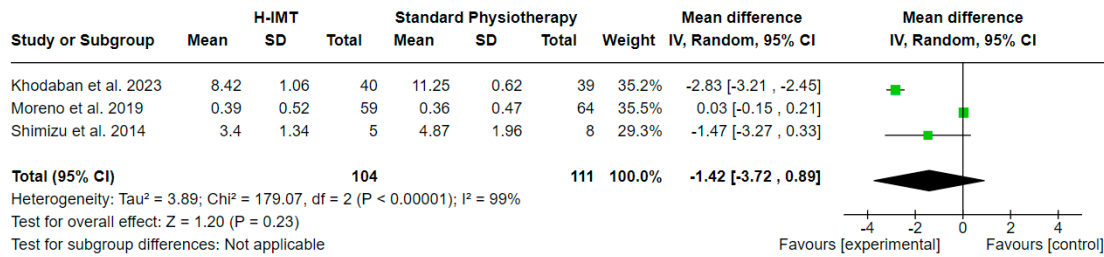 H-IMT Standard Physiotherapy Mean difference Mean difference
Study or Subgroup Mean SD Total Mean SD Total Weight IV, Random, 95% CI IV, Random, 95% CI
Khodaban et al. 2023 8.42 1.06 40 11.25 0.62 39 35.2% -2.83 [-3.21 , -2.45]
Moreno et al. 2019 0.39 0.52 59 0.36 0.47 64 35.5% 0.03 [-0.15 , 0.21]
Shimizu et al. 2014 3.4 1.34 5 4.87 1.96 8 29.3% -1.47 [-3.27 , 0.33]
Total (95% CI) 104 111 100.0% -1.42 [-3.72 , 0.89]
Heterogeneity: Tau² = 3.89; Chi² = 179.07, df = 2 (P < 0.00001); I² = 99%
Test for overall effect: Z = 1.20 (P = 0.23) -4 -2 0 2 4
Test for subgroup differences: Not applicable Favours [experimental] Favours [control]